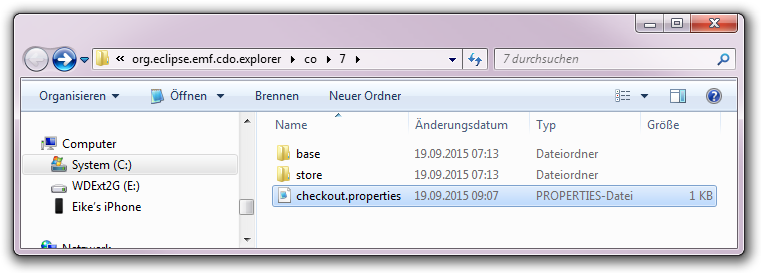 « org.eclipse.emf.cdo.explorer ▸ co ▸ 7 ▸ 7 durchsuchen
Organisieren Öffnen Brennen Neuer Ordner
Name Änderungsdatum Typ Größe
Computer
System (C:)
WDExt2G (E:)
Eike's iPhone
base 19.09.2015 07:13 Dateiordner
store 19.09.2015 07:13 Dateiordner
checkout.properties 19.09.2015 09:07 PROPERTIES-Datei 1 KB